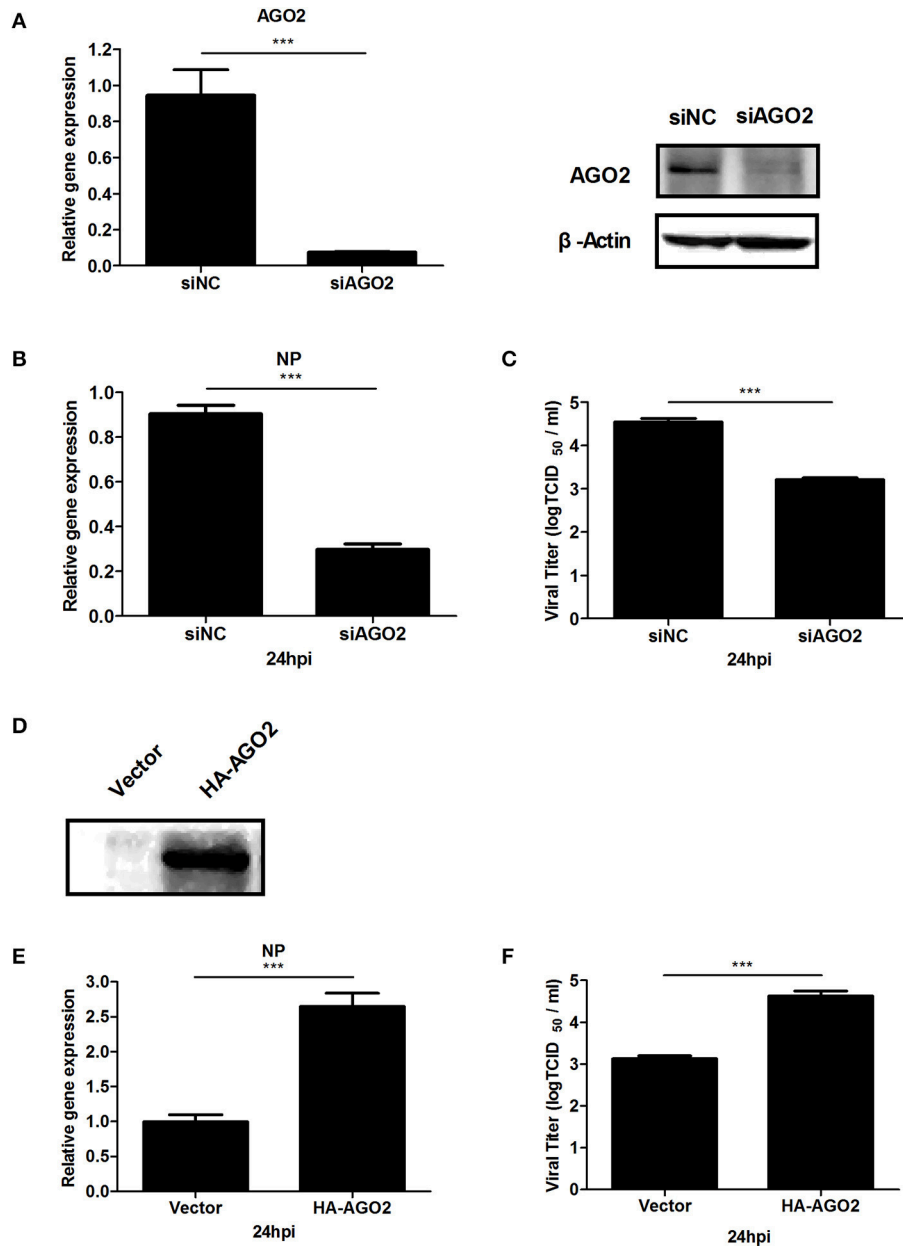 A
AGO2
***
Relative gene expression
1.2
1.0
0.8
0.6
0.4
0.2
0.0
siNC
siAGO2
siNC
siAGO2
AGO2
β -Actin
B
NP
***
Relative gene expression
1.0
0.8
0.6
0.4
0.2
0.0
siNC
siAGO2
24hpi
C
***
Viral Titer (logTCID 50 / ml)
5
4
3
2
1
0
siNC
siAGO2
24hpi
D
Vector
HA-AGO2
E
NP
***
Relative gene expression
3.0
2.5
2.0
1.5
1.0
0.5
0.0
Vector
HA-AGO2
24hpi
F
***
Viral Titer (logTCID 50 / ml)
5
4
3
2
1
0
Vector
HA-AGO2
24hpi